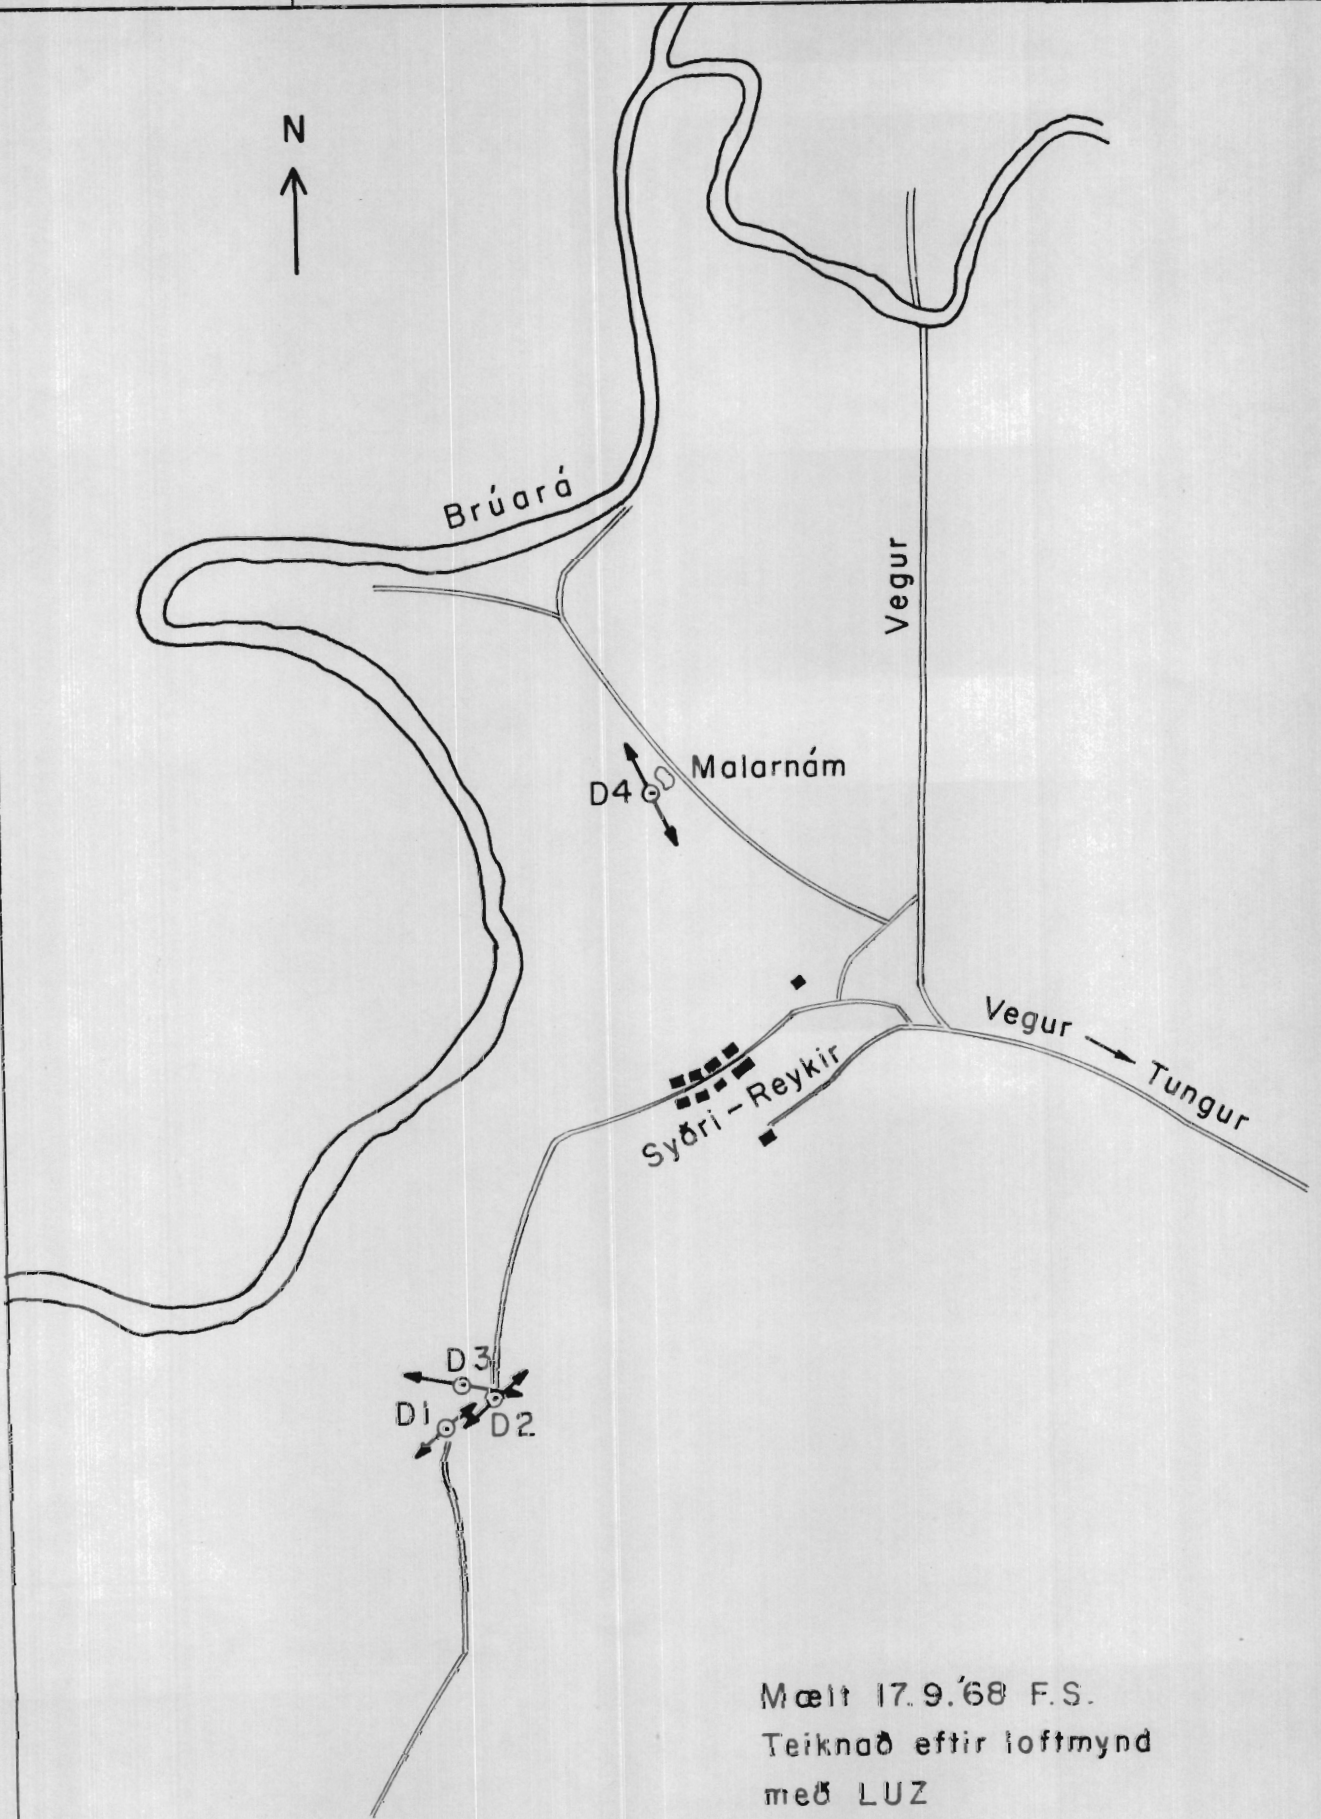 N
Brúará
Vegur
Malarnám
D4
Vegur
Tungur
Syðri-Reykir
D3
D1
D2
Mælt 17.9.'68 F.S.
Teiknað eftir loftmynd
með LUZ